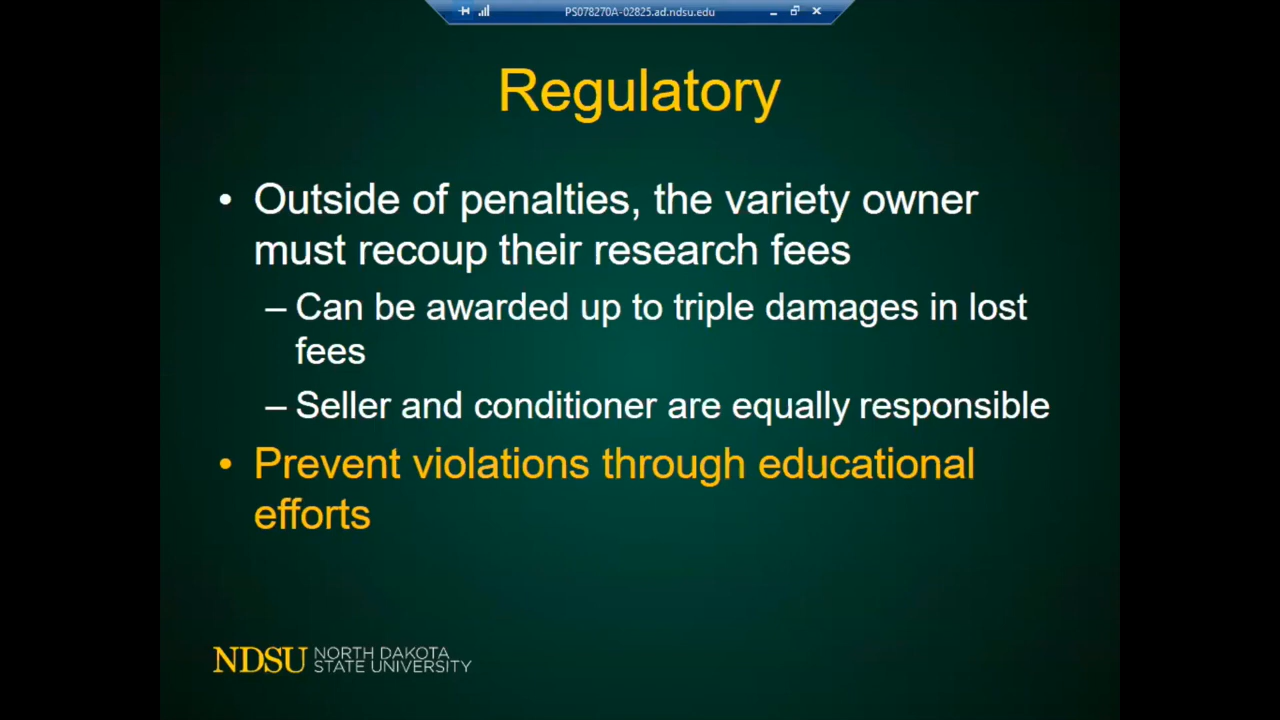 PS078270A-02825.ad.ndsu.edu
Regulatory
• Outside of penalties, the variety owner
must recoup their research fees
– Can be awarded up to triple damages in lost
fees
– Seller and conditioner are equally responsible
• Prevent violations through educational
efforts
NDSU NORTH DAKOTA
STATE UNIVERSITY